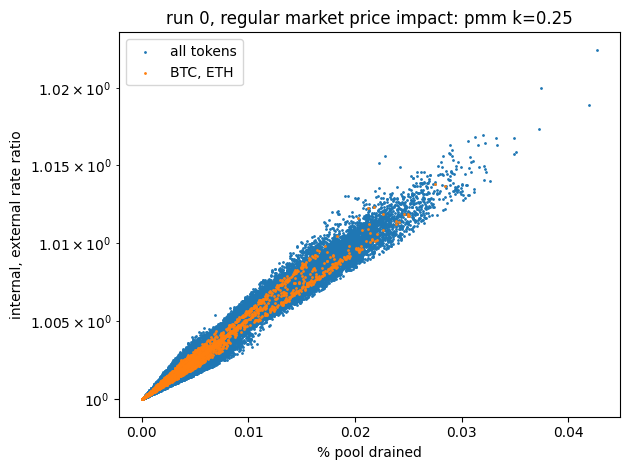 run 0, regular market price impact: pmm k=0.25
all tokens
BTC, ETH
1.02 × 10⁰
1.015 × 10⁰
1.01 × 10⁰
1.005 × 10⁰
10⁰
internal, external rate ratio
0.00 0.01 0.02 0.03 0.04
% pool drained